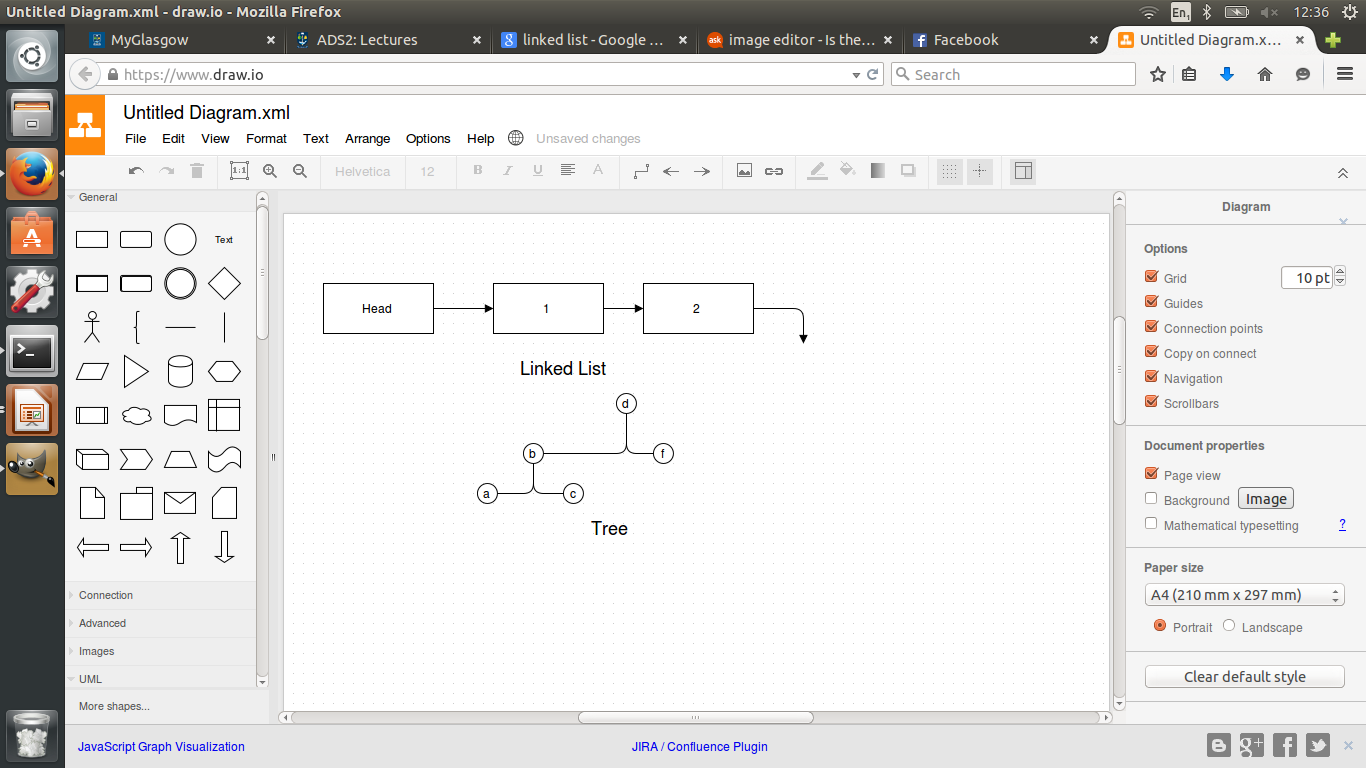 Untitled Diagram.xml - draw.io - Mozilla Firefox
En1
12:36
MyGlasgow
ADS2: Lectures
linked list - Google ...
ask
image editor - Is the...
Facebook
Untitled Diagram.x...
https://www.draw.io
Search
Untitled Diagram.xml
File Edit View Format Text Arrange Options Help Unsaved changes
1:1 Helvetica 12 B I U A
General
Text
Connection
Advanced
Images
UML
More shapes...
Head
1
2
Linked List
d
b
f
a
c
Tree
Diagram
Options
Grid 10 pt
Guides
Connection points
Copy on connect
Navigation
Scrollbars
Document properties
Page view
Background Image
Mathematical typesetting ?
Paper size
A4 (210 mm x 297 mm)
Portrait Landscape
Clear default style
JavaScript Graph Visualization
JIRA / Confluence Plugin